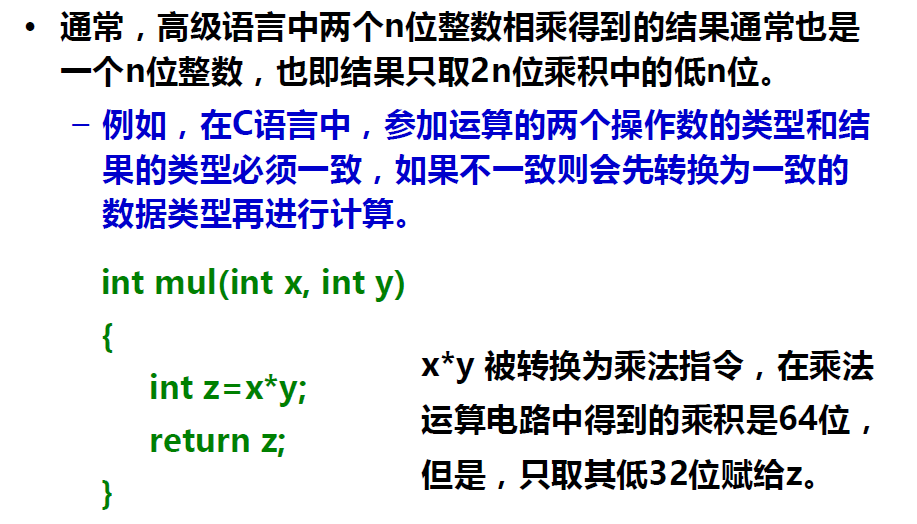 • 通常，高级语言中两个n位整数相乘得到的结果通常也是
一个n位整数，也即结果只取2n位乘积中的低n位。
– 例如，在C语言中，参加运算的两个操作数的类型和结
果的类型必须一致，如果不一致则会先转换为一致的
数据类型再进行计算。
int mul(int x, int y)
{
int z=x*y;
return z;
}
x*y 被转换为乘法指令，在乘法
运算电路中得到的乘积是64位，
但是，只取其低32位赋给z。